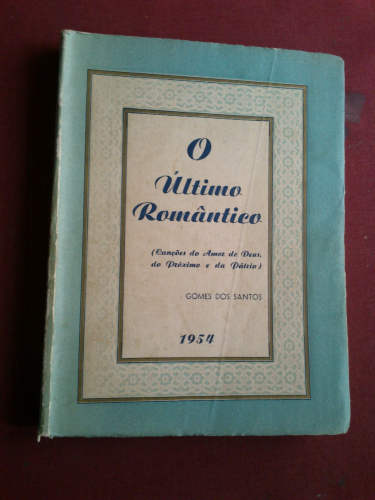 O
Último
Romântico
(Canções do Amor de Deus,
do Próximo e da Pátria)
GOMES DOS SANTOS
1954